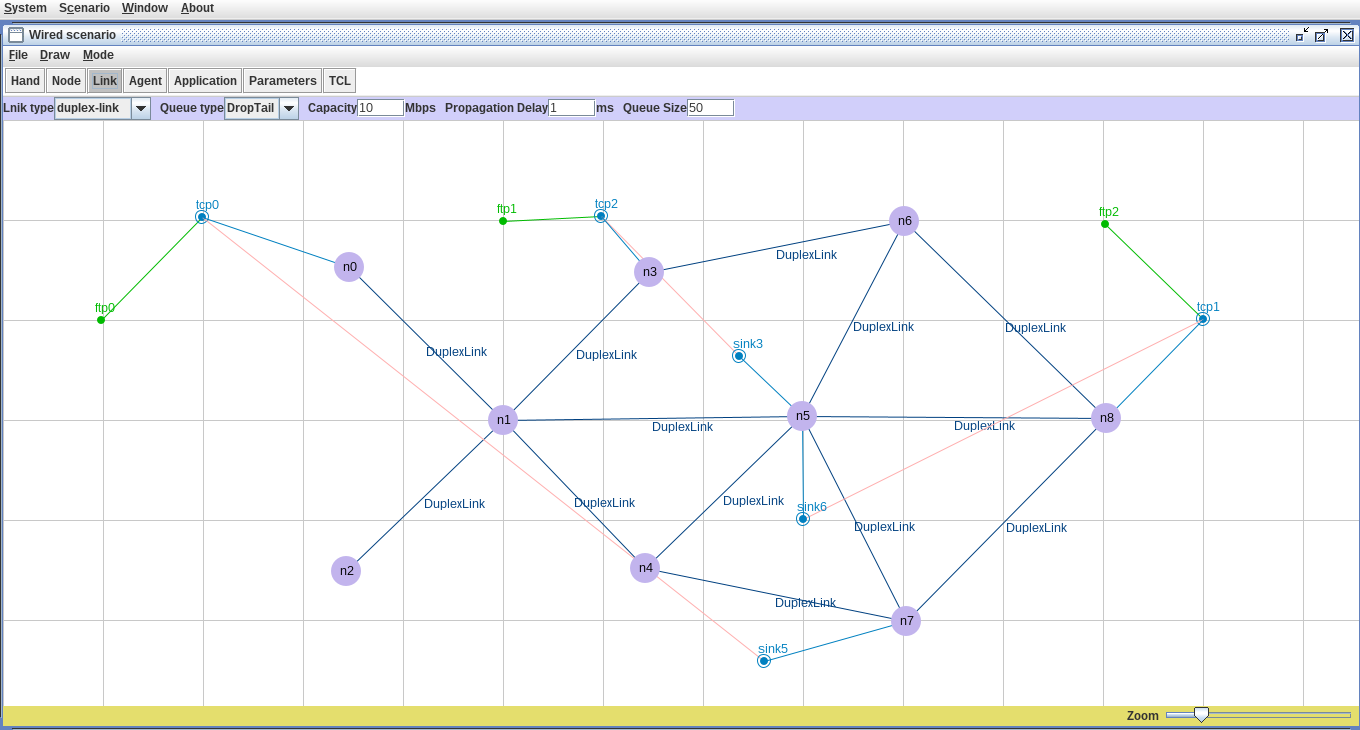 System Scenario Window About
Wired scenario
File Draw Mode
Hand Node Link Agent Application Parameters TCL
Lnik type duplex-link Queue type DropTail Capacity 10 Mbps Propagation Delay 1 ms Queue Size 50
tcp0
ftp1
tcp2
ftp2
n6
DuplexLink
n0
n3
ftp0
tcp1
DuplexLink
DuplexLink
sink3
DuplexLink
DuplexLink
n1
DuplexLink
n5
DuplexLink
n8
DuplexLink
DuplexLink
DuplexLink
sink6
DuplexLink
DuplexLink
n2
n4
DuplexLink
n7
sink5
Zoom